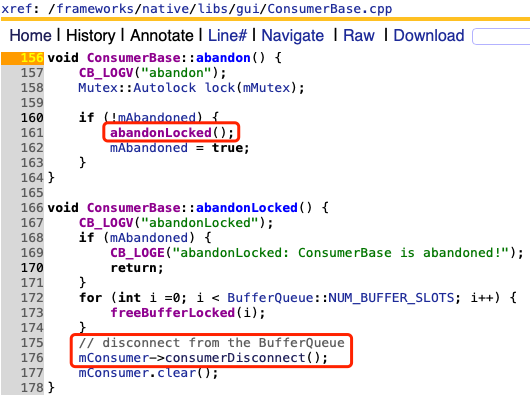 xref: /frameworks/native/libs/gui/ConsumerBase.cpp
Home | History | Annotate | Line# | Navigate | Raw | Download
156 void ConsumerBase::abandon() {
157     CB_LOGV("abandon");
158     Mutex::Autolock lock(mMutex);
159
160     if (!mAbandoned) {
161         abandonLocked();
162         mAbandoned = true;
163     }
164 }
165
166 void ConsumerBase::abandonLocked() {
167     CB_LOGV("abandonLocked");
168     if (mAbandoned) {
169         CB_LOGE("abandonLocked: ConsumerBase is abandoned!");
170         return;
171     }
172     for (int i =0; i < BufferQueue::NUM_BUFFER_SLOTS; i++) {
173         freeBufferLocked(i);
174     }
175     // disconnect from the BufferQueue
176     mConsumer->consumerDisconnect();
177     mConsumer.clear();
178 }